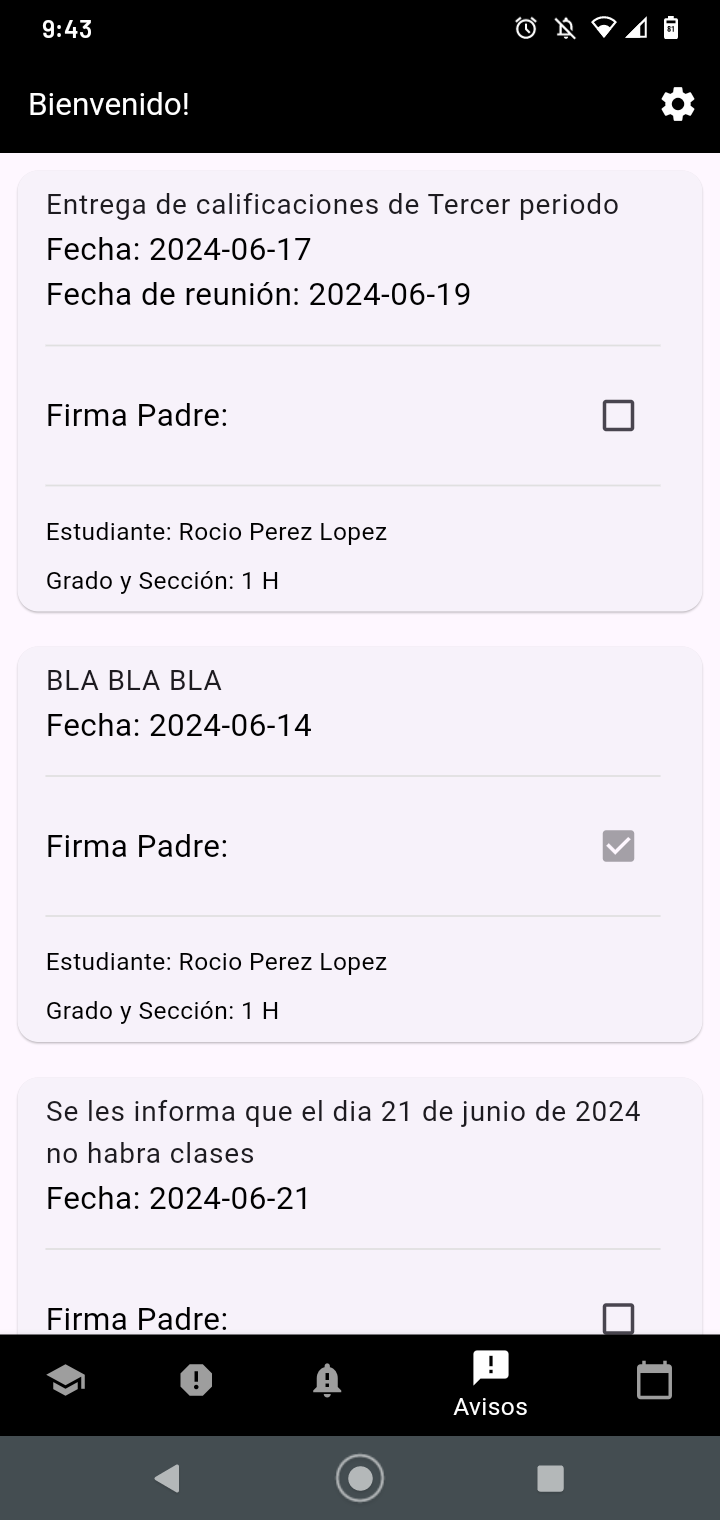 9:43
81
Bienvenido!
Entrega de calificaciones de Tercer periodo
Fecha: 2024-06-17
Fecha de reunión: 2024-06-19
Firma Padre:
Estudiante: Rocio Perez Lopez
Grado y Sección: 1 H
BLA BLA BLA
Fecha: 2024-06-14
Firma Padre:
Estudiante: Rocio Perez Lopez
Grado y Sección: 1 H
Se les informa que el dia 21 de junio de 2024
no habra clases
Fecha: 2024-06-21
Firma Padre:
Avisos